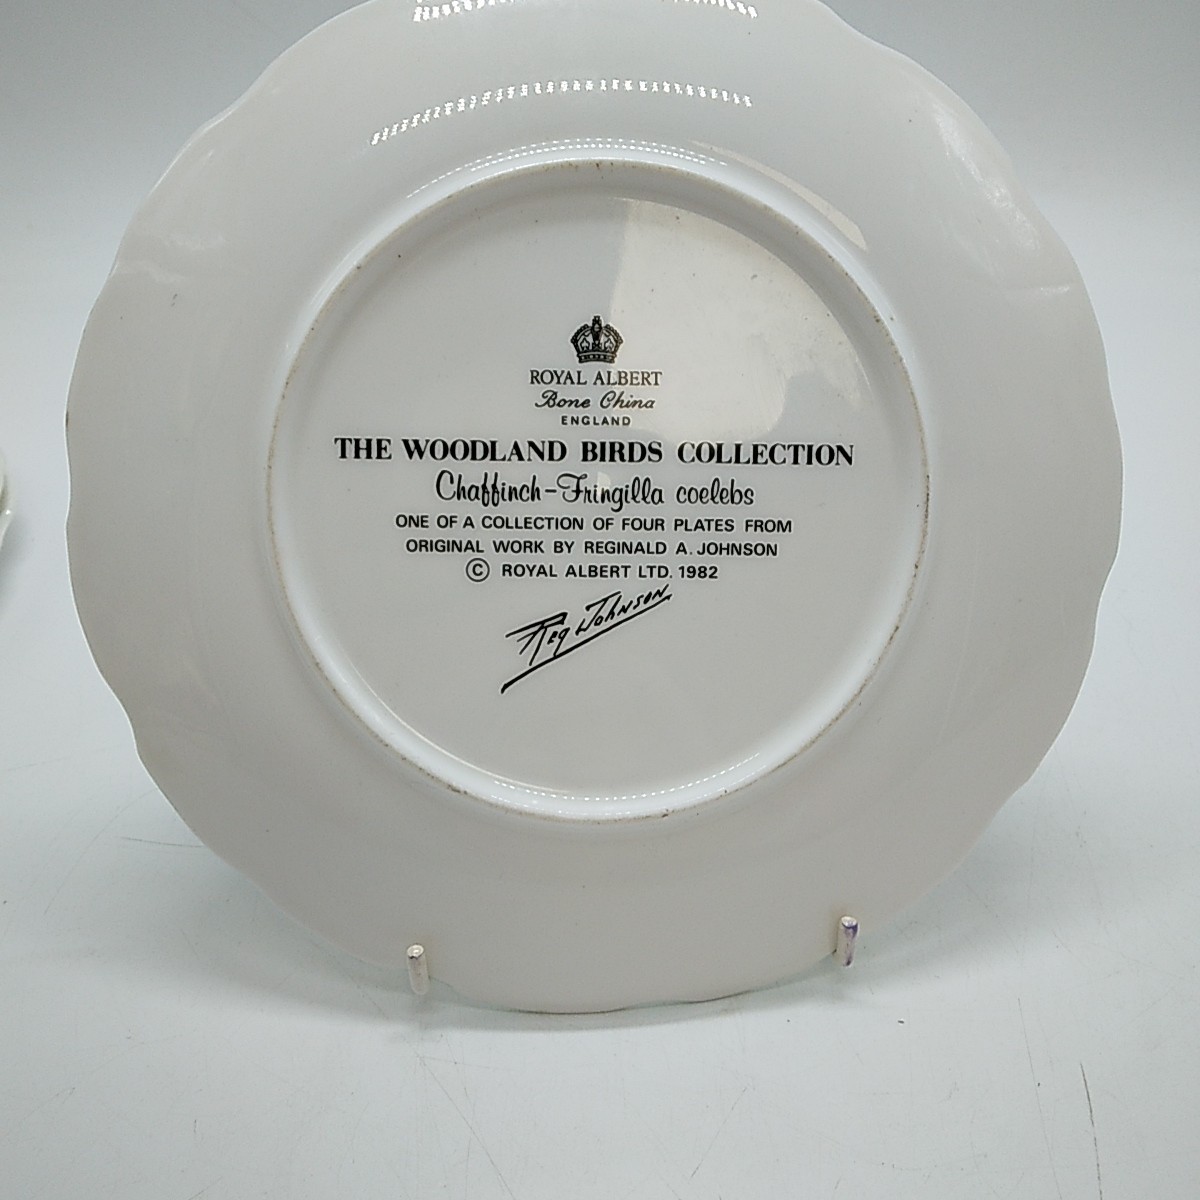 ROYAL ALBERT
Bone China
ENGLAND
THE WOODLAND BIRDS COLLECTION
Chaffinch-Fringilla coelebs
ONE OF A COLLECTION OF FOUR PLATES FROM
ORIGINAL WORK BY REGINALD A. JOHNSON
© ROYAL ALBERT LTD. 1982
Reg Johnson